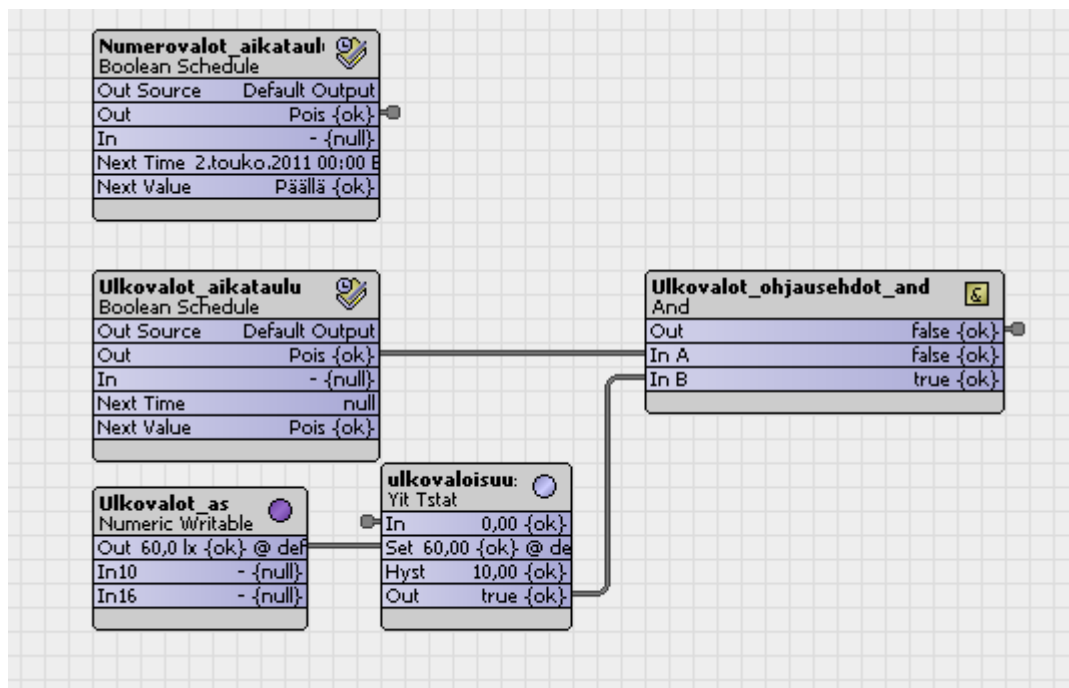 Numerovalot_aikataul
Boolean Schedule
Out Source Default Output
Out Pois {ok}
In - {null}
Next Time 2.touko.2011 00:00 E
Next Value Päällä {ok}
Ulkovalot_aikataulu
Boolean Schedule
Out Source Default Output
Out Pois {ok}
In - {null}
Next Time null
Next Value Pois {ok}
Ulkovalot_ohjausehdot_and
And
&
Out false {ok}
In A false {ok}
In B true {ok}
Ulkovalot_as
Numeric Writable
Out 60,0 lx {ok} @ def
In10 - {null}
In16 - {null}
ulkovaloisuu:
Yit Tstat
In 0,00 {ok}
Set 60,00 {ok} @ de
Hyst 10,00 {ok}
Out true {ok}